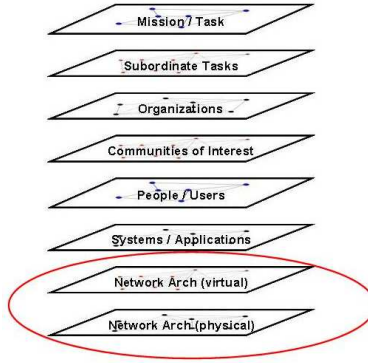 Mission / Task
Subordinate Tasks
Organizations
Communities of Interest
People / Users
Systems / Applications
Network Arch (virtual)
Network Arch (physical)